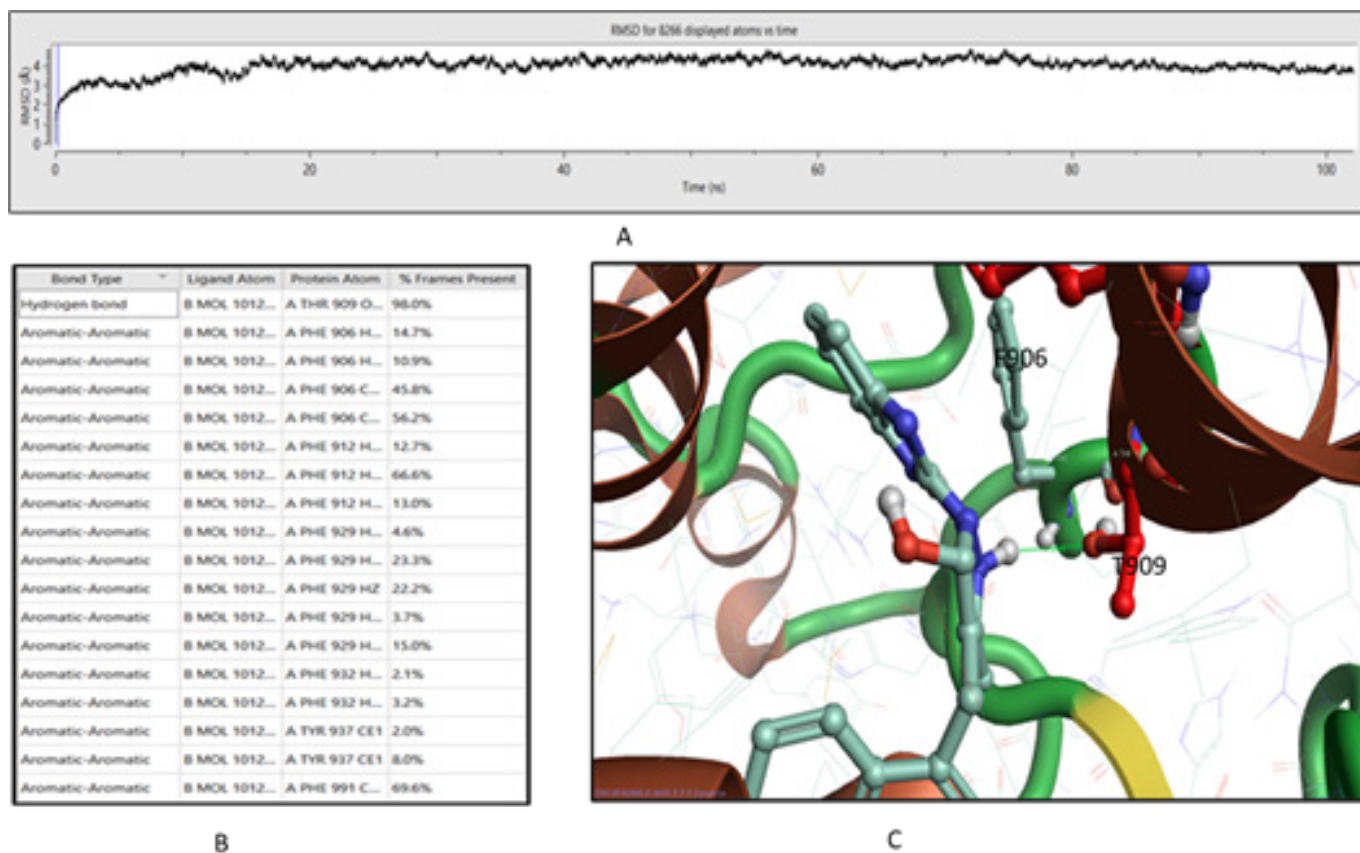 RMSD for 8266 displayed atoms vs time
RMSD (Å)
4
3
2
1
0
0 20 40 60 80 100
Time (ns)
A
Bond Type Ligand Atom Protein Atom % Frames Present
Hydrogen bond B MOL 1012... A THR 909 O... 98.0%
Aromatic-Aromatic B MOL 1012... A PHE 906 H... 14.7%
Aromatic-Aromatic B MOL 1012... A PHE 906 H... 10.9%
Aromatic-Aromatic B MOL 1012... A PHE 906 C... 45.8%
Aromatic-Aromatic B MOL 1012... A PHE 906 C... 56.2%
Aromatic-Aromatic B MOL 1012... A PHE 912 H... 12.7%
Aromatic-Aromatic B MOL 1012... A PHE 912 H... 66.6%
Aromatic-Aromatic B MOL 1012... A PHE 912 H... 13.0%
Aromatic-Aromatic B MOL 1012... A PHE 929 H... 4.6%
Aromatic-Aromatic B MOL 1012... A PHE 929 H... 23.3%
Aromatic-Aromatic B MOL 1012... A PHE 929 HZ 22.2%
Aromatic-Aromatic B MOL 1012... A PHE 929 H... 3.7%
Aromatic-Aromatic B MOL 1012... A PHE 929 H... 15.0%
Aromatic-Aromatic B MOL 1012... A PHE 932 H... 2.1%
Aromatic-Aromatic B MOL 1012... A PHE 932 H... 3.2%
Aromatic-Aromatic B MOL 1012... A TYR 937 CE1 2.0%
Aromatic-Aromatic B MOL 1012... A TYR 937 CE1 8.0%
Aromatic-Aromatic B MOL 1012... A PHE 991 C... 69.6%
B
F906
T909
C